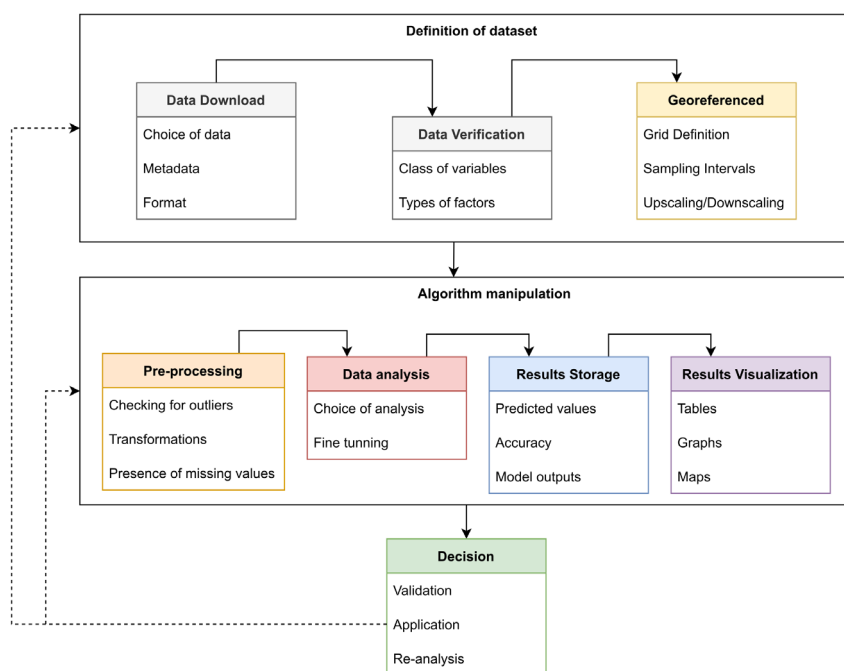 Definition of dataset
Data Download
Choice of data
Metadata
Format
Data Verification
Class of variables
Types of factors
Georeferenced
Grid Definition
Sampling Intervals
Upscaling/Downscaling
Algorithm manipulation
Pre-processing
Checking for outliers
Transformations
Presence of missing values
Data analysis
Choice of analysis
Fine tunning
Results Storage
Predicted values
Accuracy
Model outputs
Results Visualization
Tables
Graphs
Maps
Decision
Validation
Application
Re-analysis